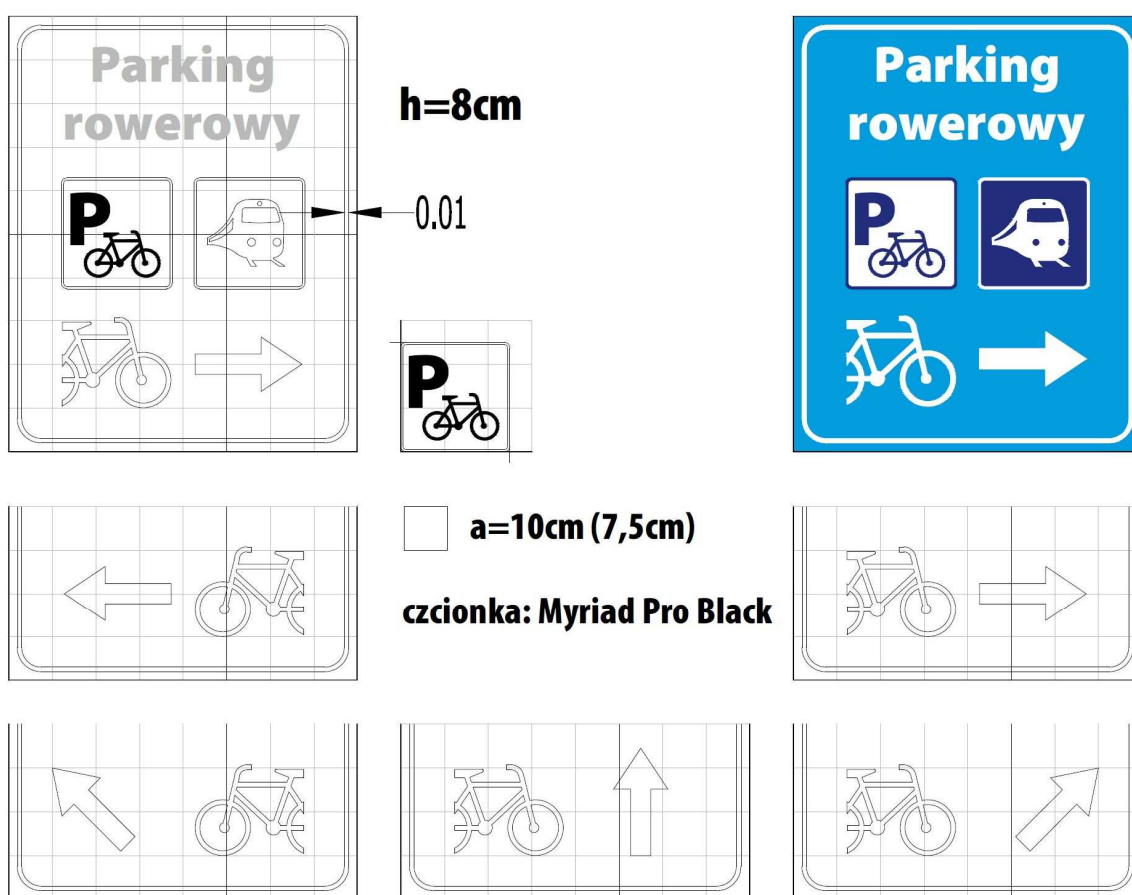 Parking
rowerowy
P
h=8cm
0.01
P
Parking
rowerowy
P
a=10cm (7,5cm)
czcionka: Myriad Pro Black